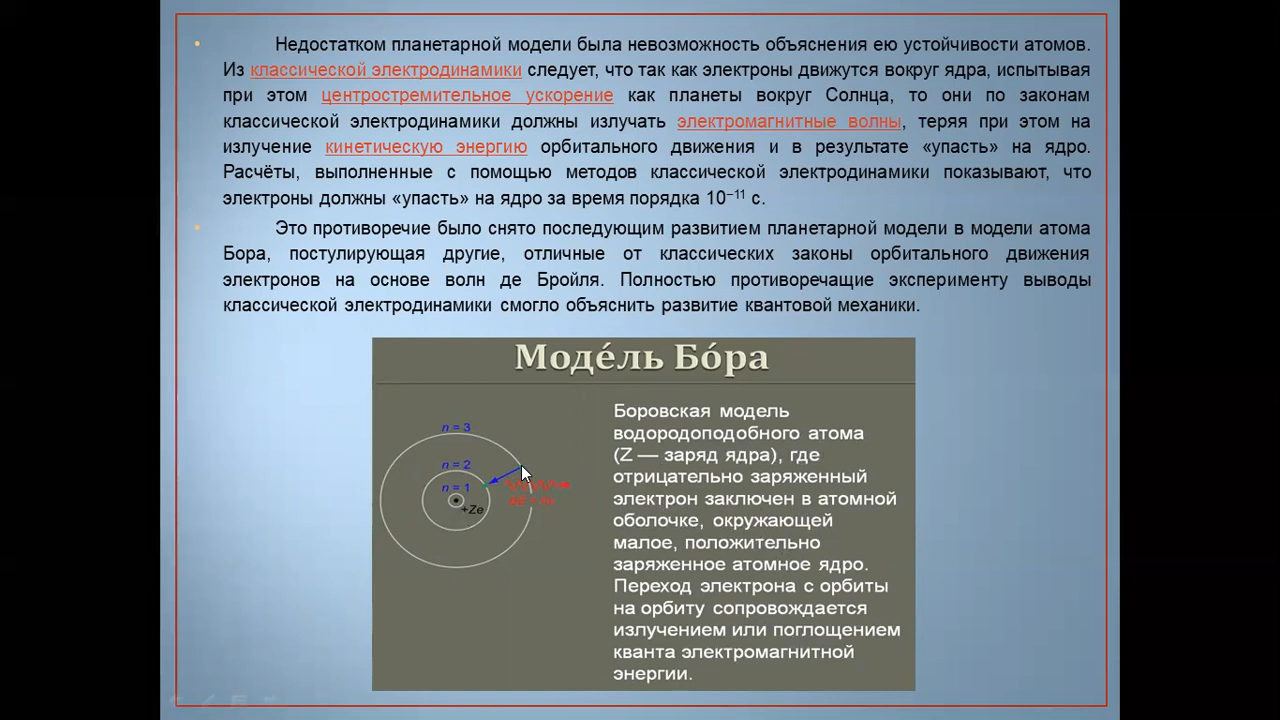 Недостатком планетарной модели была невозможность объяснения ею устойчивости атомов.
Из классической электродинамики следует, что так как электроны движутся вокруг ядра, испытывая
при этом центростремительное ускорение как планеты вокруг Солнца, то они по законам
классической электродинамики должны излучать электромагнитные волны, теряя при этом на
излучение кинетическую энергию орбитального движения и в результате «упасть» на ядро.
Расчёты, выполненные с помощью методов классической электродинамики показывают, что
электроны должны «упасть» на ядро за время порядка 10⁻¹¹ с.
Это противоречие было снято последующим развитием планетарной модели в модели атома
Бора, постулирующая другие, отличные от классических законы орбитального движения
электронов на основе волн де Бройля. Полностью противоречащие эксперименту выводы
классической электродинамики смогло объяснить развитие квантовой механики.
Моде́ль Бо́ра
n = 3
n = 2
n = 1
+Ze
Боровская модель
водородоподобного атома
(Z — заряд ядра), где
отрицательно заряженный
электрон заключен в атомной
оболочке, окружающей
малое, положительно
заряженное атомное ядро.
Переход электрона с орбиты
на орбиту сопровождается
излучением или поглощением
кванта электромагнитной
энергии.